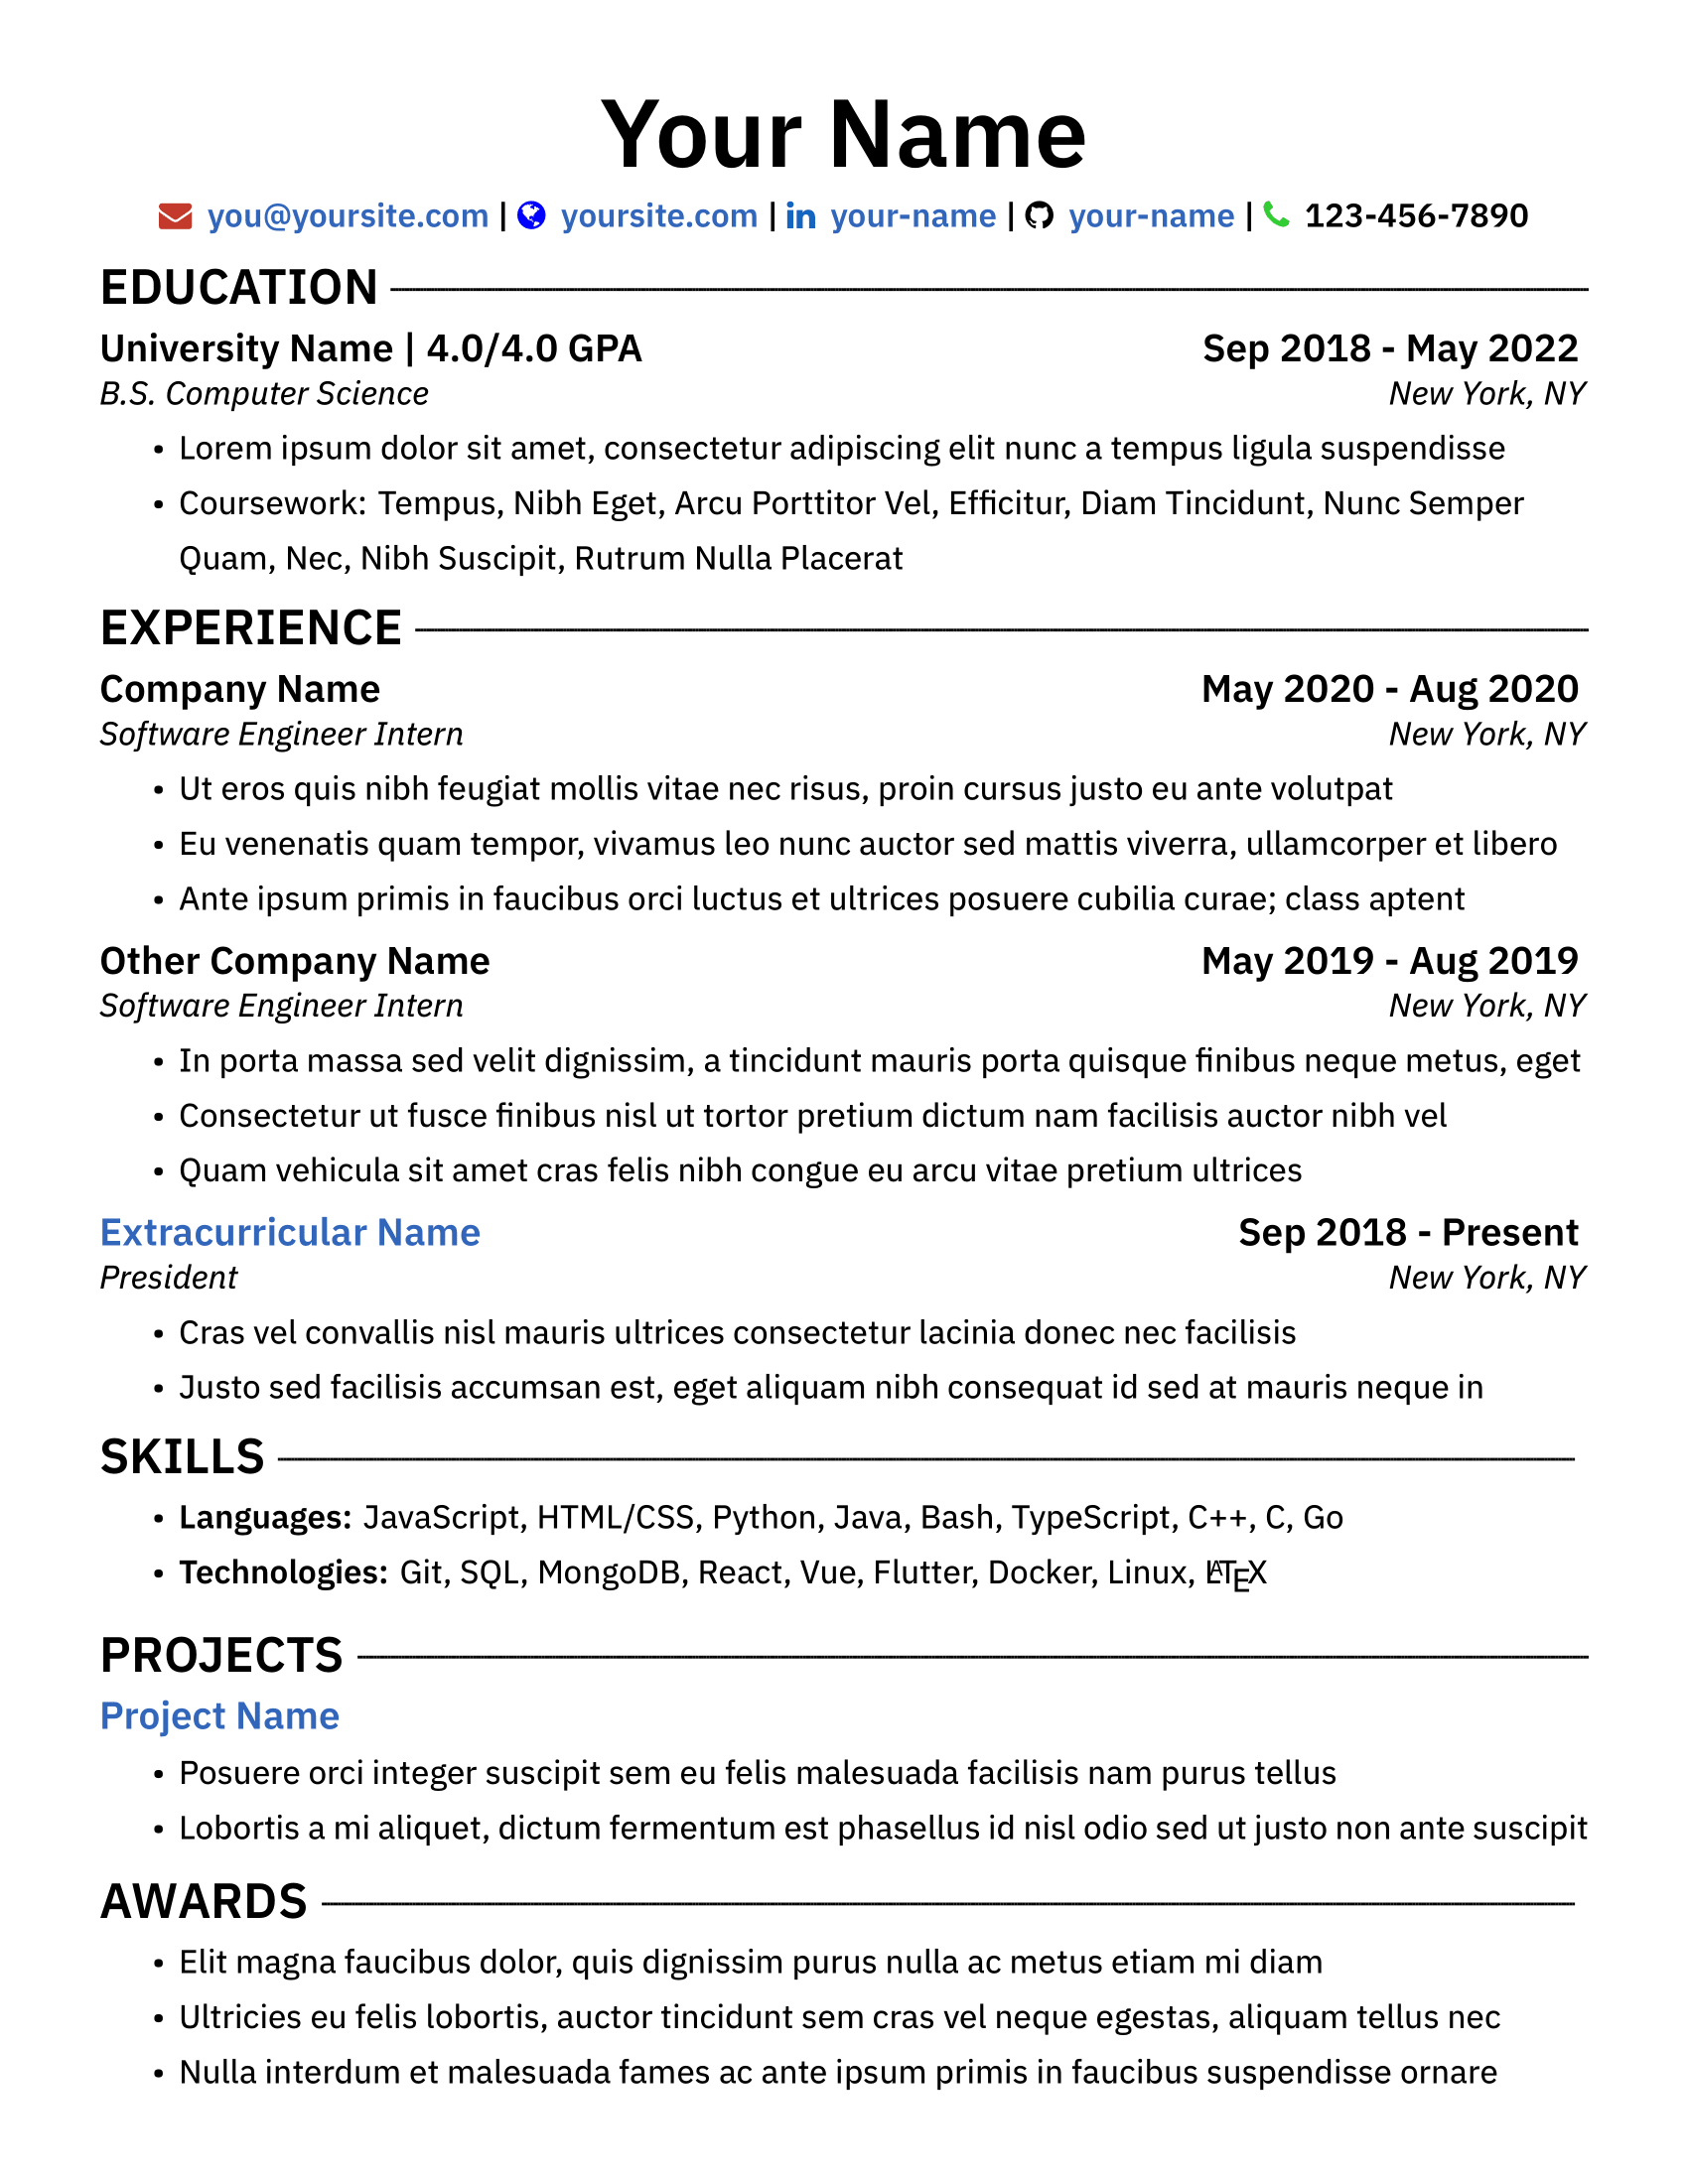 Your Name
you@yoursite.com | yoursite.com | your-name | your-name | 123-456-7890
EDUCATION
University Name | 4.0/4.0 GPA Sep 2018 - May 2022
B.S. Computer Science New York, NY
• Lorem ipsum dolor sit amet, consectetur adipiscing elit nunc a tempus ligula suspendisse
• Coursework: Tempus, Nibh Eget, Arcu Porttitor Vel, Efficitur, Diam Tincidunt, Nunc Semper
Quam, Nec, Nibh Suscipit, Rutrum Nulla Placerat
EXPERIENCE
Company Name May 2020 - Aug 2020
Software Engineer Intern New York, NY
• Ut eros quis nibh feugiat mollis vitae nec risus, proin cursus justo eu ante volutpat
• Eu venenatis quam tempor, vivamus leo nunc auctor sed mattis viverra, ullamcorper et libero
• Ante ipsum primis in faucibus orci luctus et ultrices posuere cubilia curae; class aptent
Other Company Name May 2019 - Aug 2019
Software Engineer Intern New York, NY
• In porta massa sed velit dignissim, a tincidunt mauris porta quisque finibus neque metus, eget
• Consectetur ut fusce finibus nisl ut tortor pretium dictum nam facilisis auctor nibh vel
• Quam vehicula sit amet cras felis nibh congue eu arcu vitae pretium ultrices
Extracurricular Name Sep 2018 - Present
President New York, NY
• Cras vel convallis nisl mauris ultrices consectetur lacinia donec nec facilisis
• Justo sed facilisis accumsan est, eget aliquam nibh consequat id sed at mauris neque in
SKILLS
• Languages: JavaScript, HTML/CSS, Python, Java, Bash, TypeScript, C++, C, Go
• Technologies: Git, SQL, MongoDB, React, Vue, Flutter, Docker, Linux, LATEX
PROJECTS
Project Name
• Posuere orci integer suscipit sem eu felis malesuada facilisis nam purus tellus
• Lobortis a mi aliquet, dictum fermentum est phasellus id nisl odio sed ut justo non ante suscipit
AWARDS
• Elit magna faucibus dolor, quis dignissim purus nulla ac metus etiam mi diam
• Ultricies eu felis lobortis, auctor tincidunt sem cras vel neque egestas, aliquam tellus nec
• Nulla interdum et malesuada fames ac ante ipsum primis in faucibus suspendisse ornare